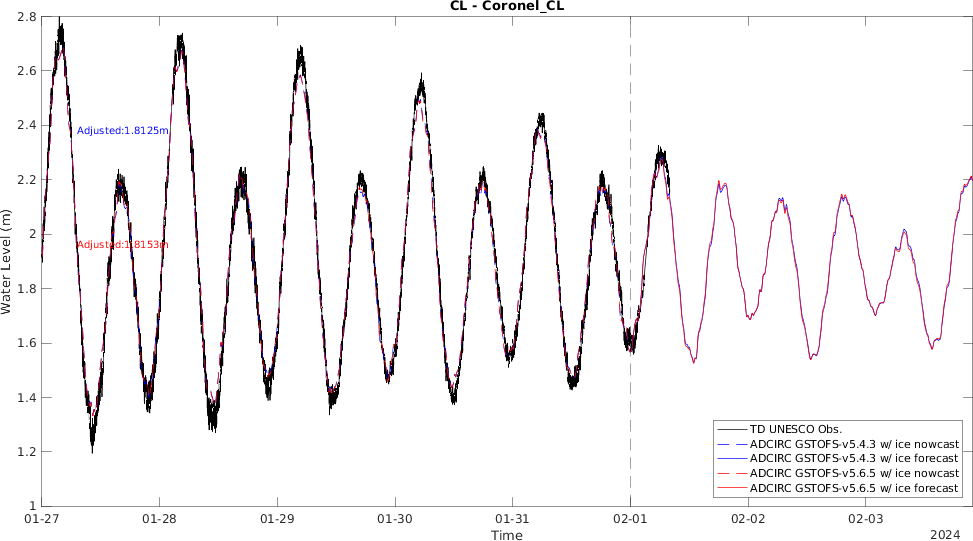 CL - Coronel_CL
2.8
2.6
2.4
2.2
2
1.8
1.6
1.4
1.2
1
Water Level (m)
Adjusted:1.8125m
Adjusted:1.8153m
TD UNESCO Obs.
ADCIRC GSTOFS-v5.4.3 w/ ice nowcast
ADCIRC GSTOFS-v5.4.3 w/ ice forecast
ADCIRC GSTOFS-v5.6.5 w/ ice nowcast
ADCIRC GSTOFS-v5.6.5 w/ ice forecast
01-27 01-28 01-29 01-30 01-31 02-01 02-02 02-03
Time
2024